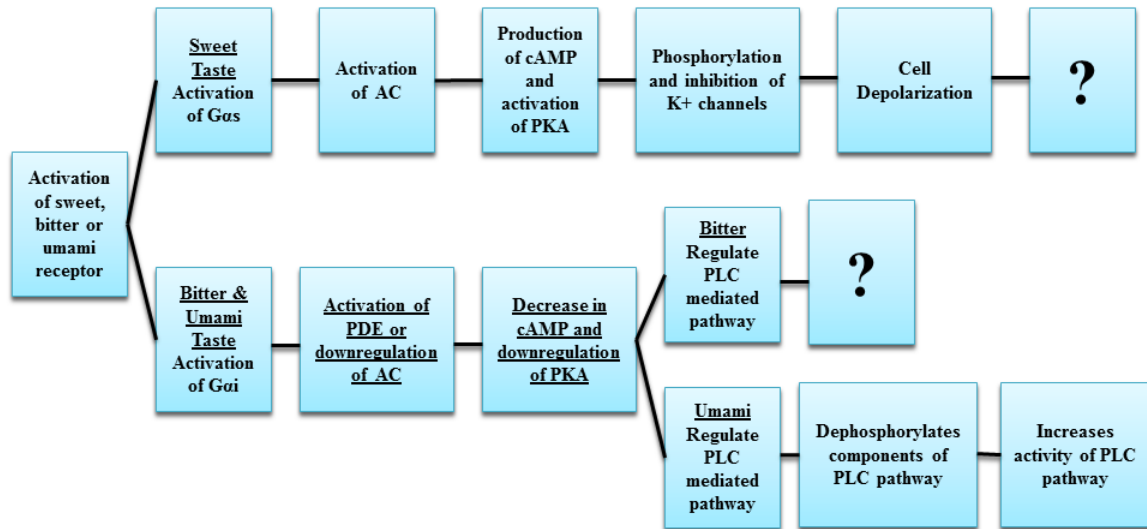 Sweet
Taste
Activation
of Gαs
Activation
of AC
Production
of cAMP
and
activation
of PKA
Phosphorylation
and inhibition of
K+ channels
Cell
Depolarization
?
Activation
of sweet,
bitter or
umami
receptor
Bitter &
Umami
Taste
Activation
of Gαi
Activation of
PDE or
downregulation
of AC
Decrease in
cAMP and
downregulation
of PKA
Bitter
Regulate
PLC
mediated
pathway
?
Umami
Regulate
PLC
mediated
pathway
Dephosphorylates
components of
PLC pathway
Increases
activity of PLC
pathway